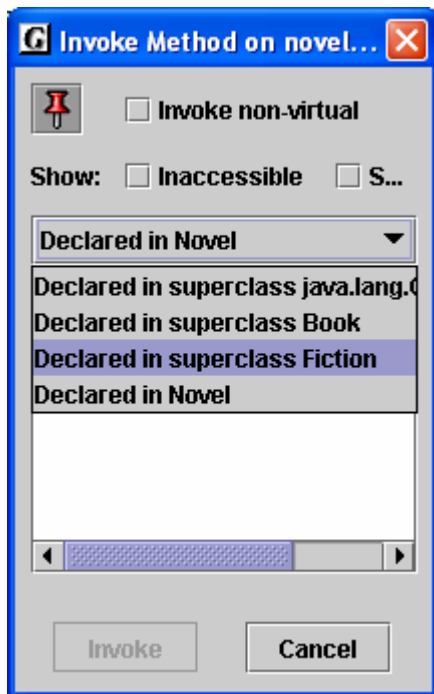 G Invoke Method on novel...
Invoke non-virtual
Show: Inaccessible S...
Declared in Novel
Declared in superclass java.lang.
Declared in superclass Book
Declared in superclass Fiction
Declared in Novel
Invoke Cancel